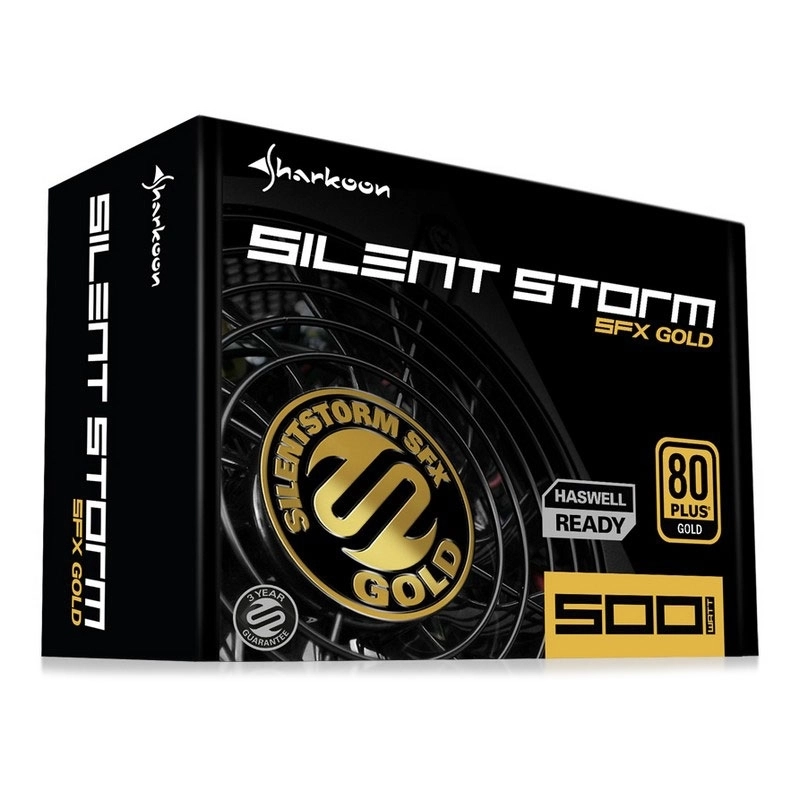 Sharkoon
SILENT STORM
SFX GOLD
Sharkoon
SILENT STORM
SFX GOLD
SILENTSTORM SFX
GOLD
HASWELL
READY
80
PLUS®
GOLD
3 YEAR
GUARANTEE
500 WATT